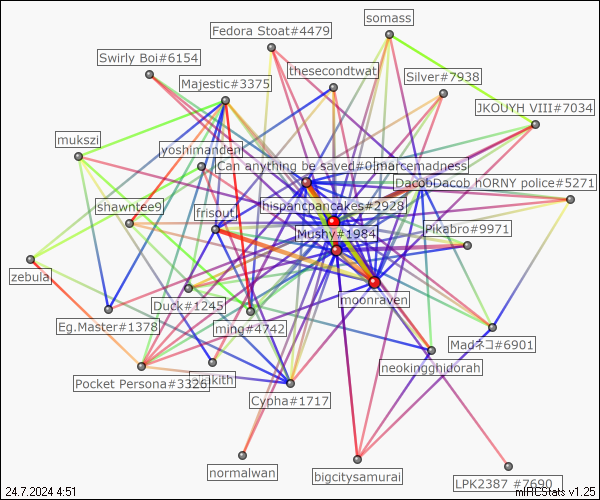 somass
Fedora Stoat#4479
Swirly Boi#6154
thesecondtwat
Silver#7938
Majestic#3375
JKOUYH VIII#7034
mukszi
yoshimandeni
Can anything be saved#0
marcemadness
DacobDacob hORNY police#5271
shawntee9
frisout
hispancpancakes#2928
Mushy#1984
Pikabro#9971
zebula
moonraven
Duck#1245
Eg.Master#1378
ming#4742
Madネコ#6901
neokingghidorah
Pocket Persona#3326
Cypha#1717
normalwan
bigcitysamurai
LPK2387 #7690
24.7.2024 4:51
mIRCStats v1.25